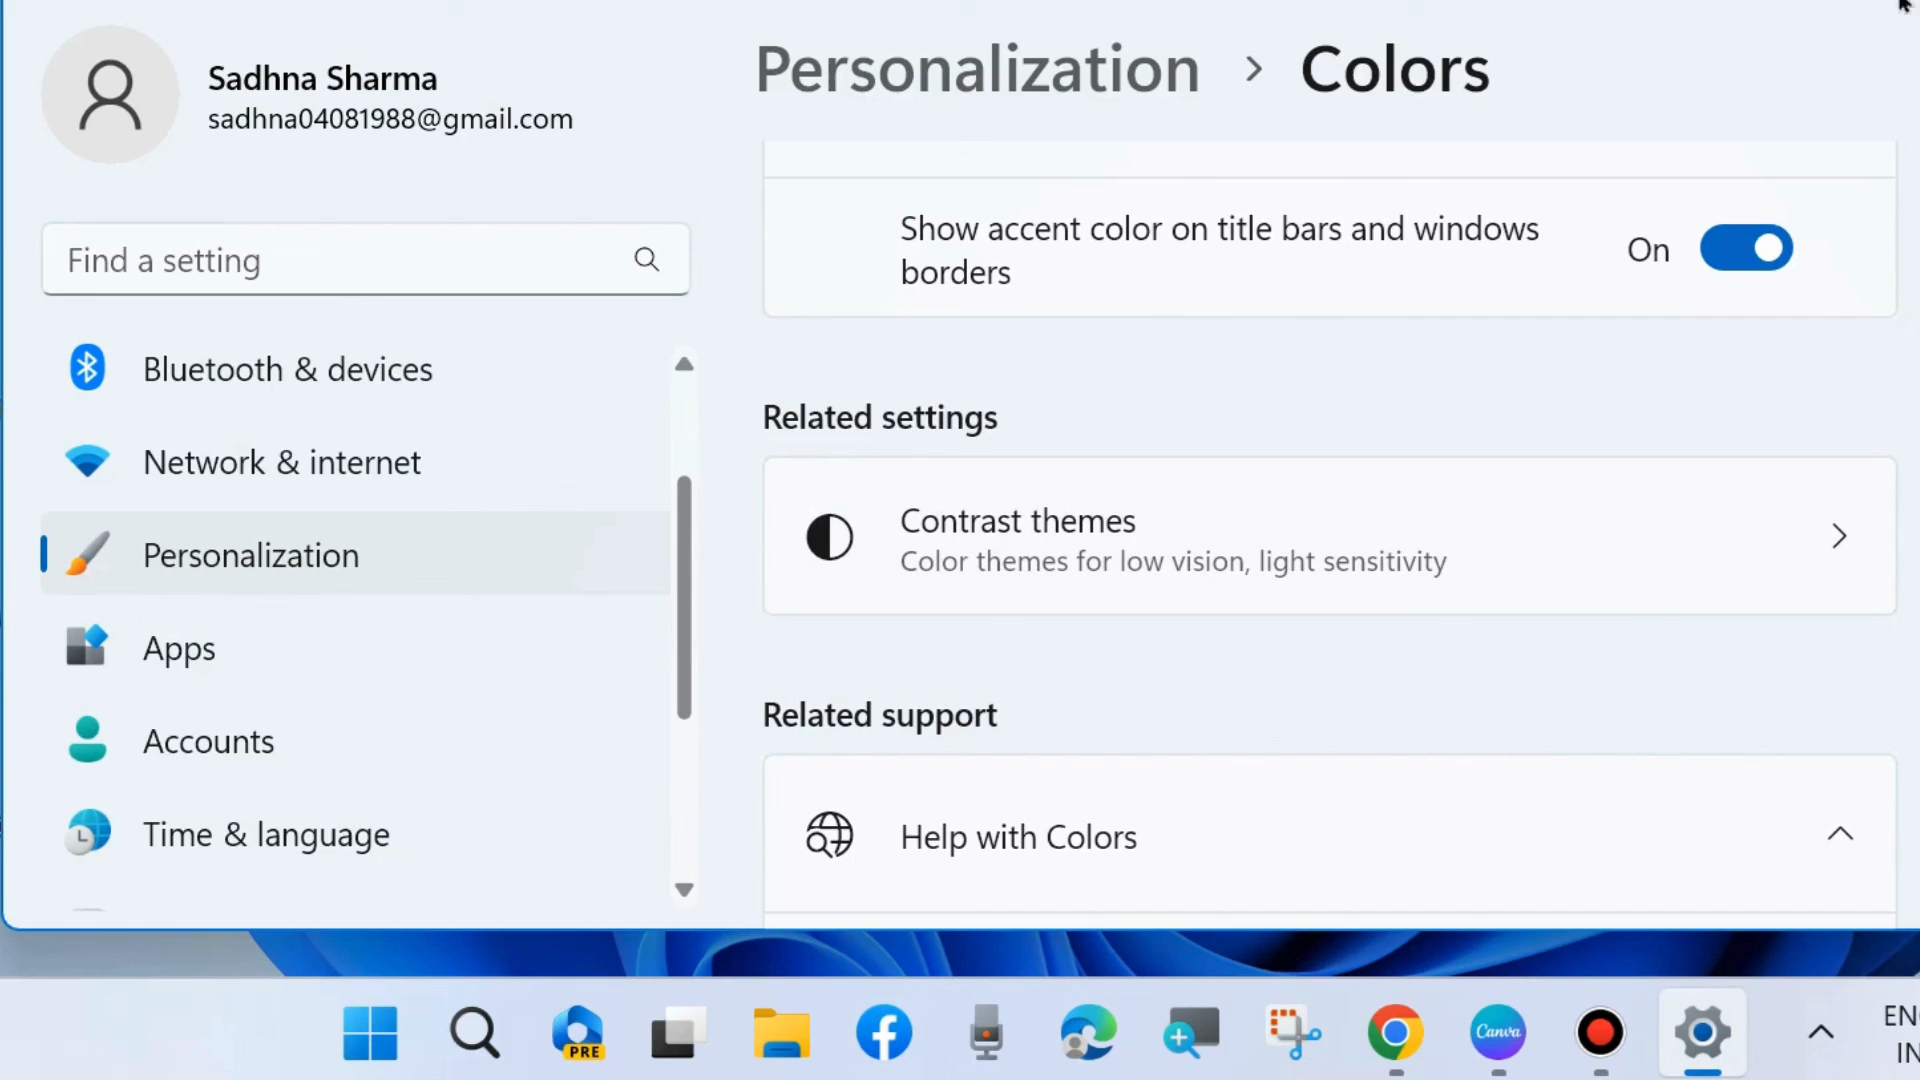 Sadhna Sharma
sadhna04081988@gmail.com
Find a setting
Bluetooth & devices
Network & internet
Personalization
Apps
Accounts
Time & language
Personalization > Colors
Show accent color on title bars and windows
borders
On
Related settings
Contrast themes
Color themes for low vision, light sensitivity
Related support
Help with Colors
PRE
Canva
EN
IN